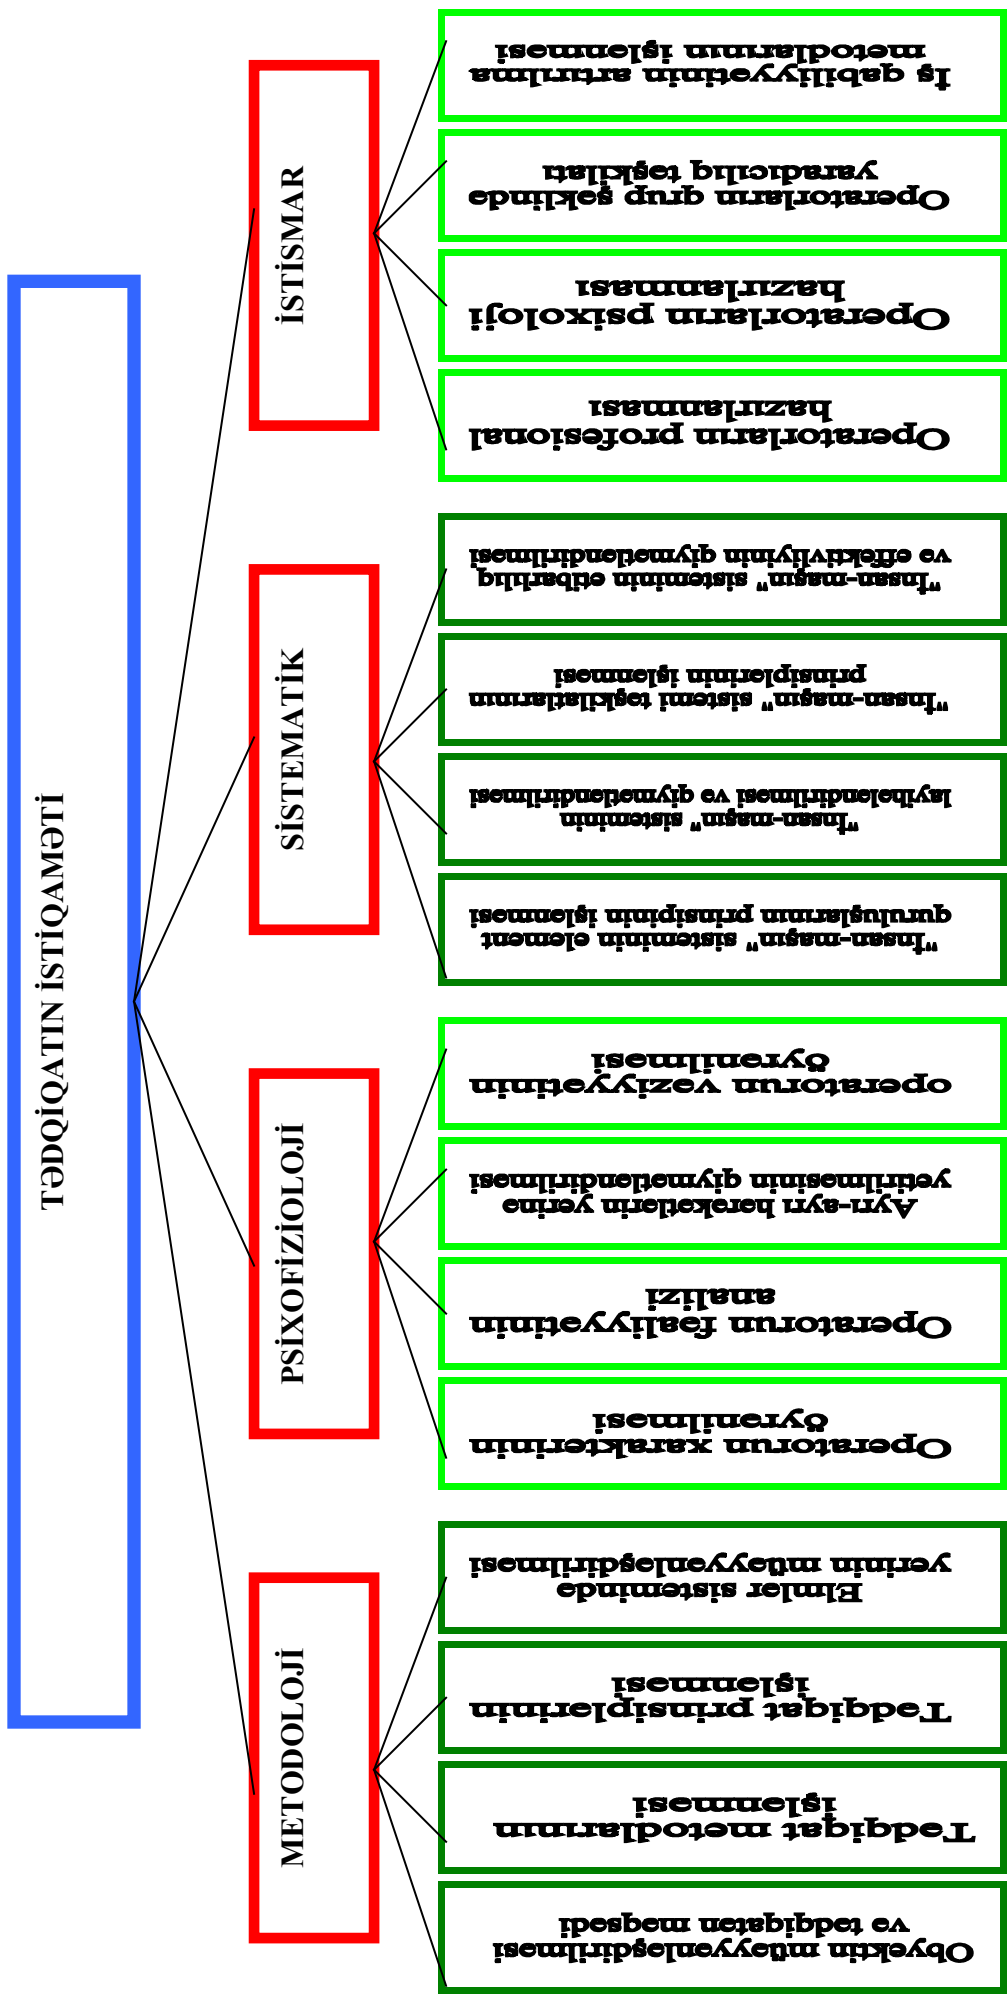 TƏDQİQATIN İSTİQAMƏTİ
METODOLOJİ
PSİXOFİZİOLOJİ
SİSTEMATİK
İSTİSMAR
Obyektin müəyyənləşdirilməsi
və tədqiqatən məqsədi
Tədqiqat metodlarının
işlənməsi
Tədqiqat prinsiplərinin
işlənməsi
Elmlər sistemində
yerinin müəyyənləşdirilməsi
Operatorun xarakterinin
öyrənilməsi
Operatorun fəaliyyətinin
analizi
Ayrı-ayrı hərəkətlərin yerinə
yetirilməsinin qiymətləndirilməsi
operatorun vəziyyətinin
öyrənilməsi
"İnsan-maşın" sisteminin element
quruluşlarının prinsipinin işlənməsi
"İnsan-maşın" sisteminin
layihələndirilməsi və qiymətləndirilməsi
"İnsan-maşın" sistemi təşkilatlarının
prinsiplərinin işlənməsi
"İnsan-maşın" sisteminin etibarlılıq
və effektivliyinin qiymətləndirilməsi
Operatorların profesional
hazırlanması
Operatorların psixoloji
hazırlanması
Operatorların qrup şəklində
yaradıcılıq təşkilatı
İş qabiliyyətinin artırılma
metodlarının işlənməsi